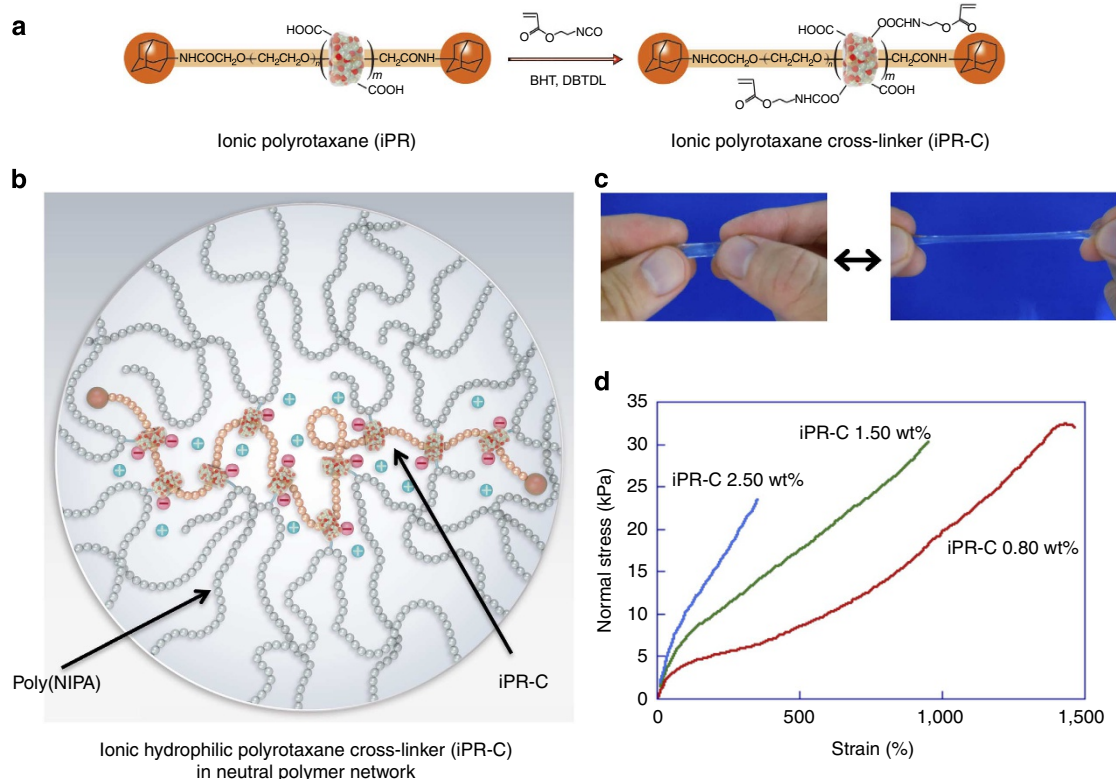 a
HOOC
NHCOCH₂O(CH₂CH₂O)ₙ
m
CH₂CONH
COOH
O
O
NCO
BHT, DBTDL
HOOC
OOCHN
O
O
NHCOCH₂O(CH₂CH₂O)ₙ
m
CH₂CONH
O
O
NHCOO
COOH
Ionic polyrotaxane (iPR)
Ionic polyrotaxane cross-linker (iPR-C)
b
Poly(NIPA)
iPR-C
Ionic hydrophilic polyrotaxane cross-linker (iPR-C)
in neutral polymer network
c
d
Normal stress (kPa)
35
30
25
20
15
10
5
0
iPR-C 1.50 wt%
iPR-C 2.50 wt%
iPR-C 0.80 wt%
0
500
1,000
1,500
Strain (%)